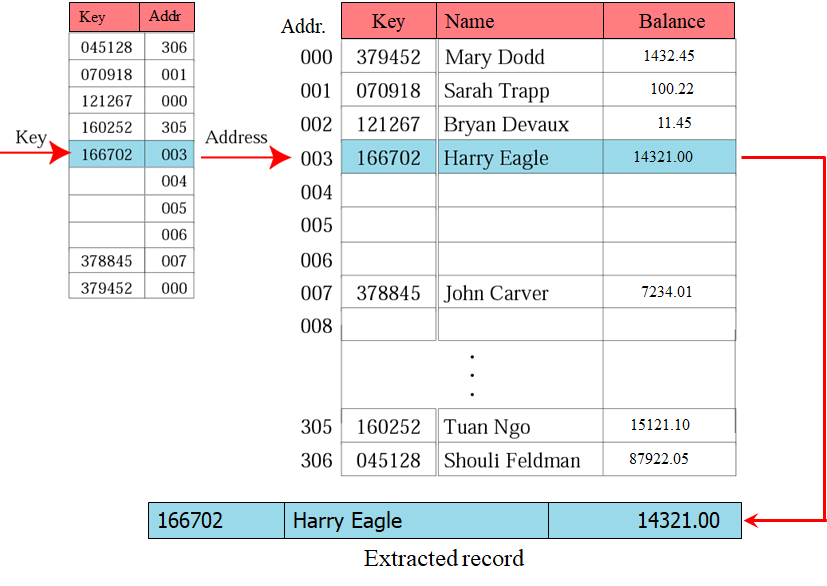 Key Addr
045128 306
070918 001
121267 000
160252 305
166702 003
004
005
006
378845 007
379452 000
Key
Address
Addr. Key Name Balance
000 379452 Mary Dodd 1432.45
001 070918 Sarah Trapp 100.22
002 121267 Bryan Devaux 11.45
003 166702 Harry Eagle 14321.00
004
005
006
007 378845 John Carver 7234.01
008
305 160252 Tuan Ngo 15121.10
306 045128 Shouli Feldman 87922.05
166702 Harry Eagle 14321.00
Extracted record